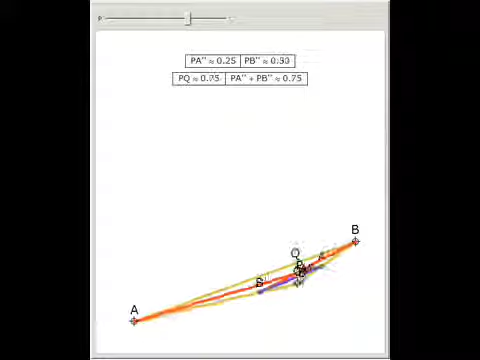 P
PA'' ≈ 0.25 PB'' ≈ 0.50
PQ ≈ 0.75 PA'' + PB'' ≈ 0.75
B
Q
A